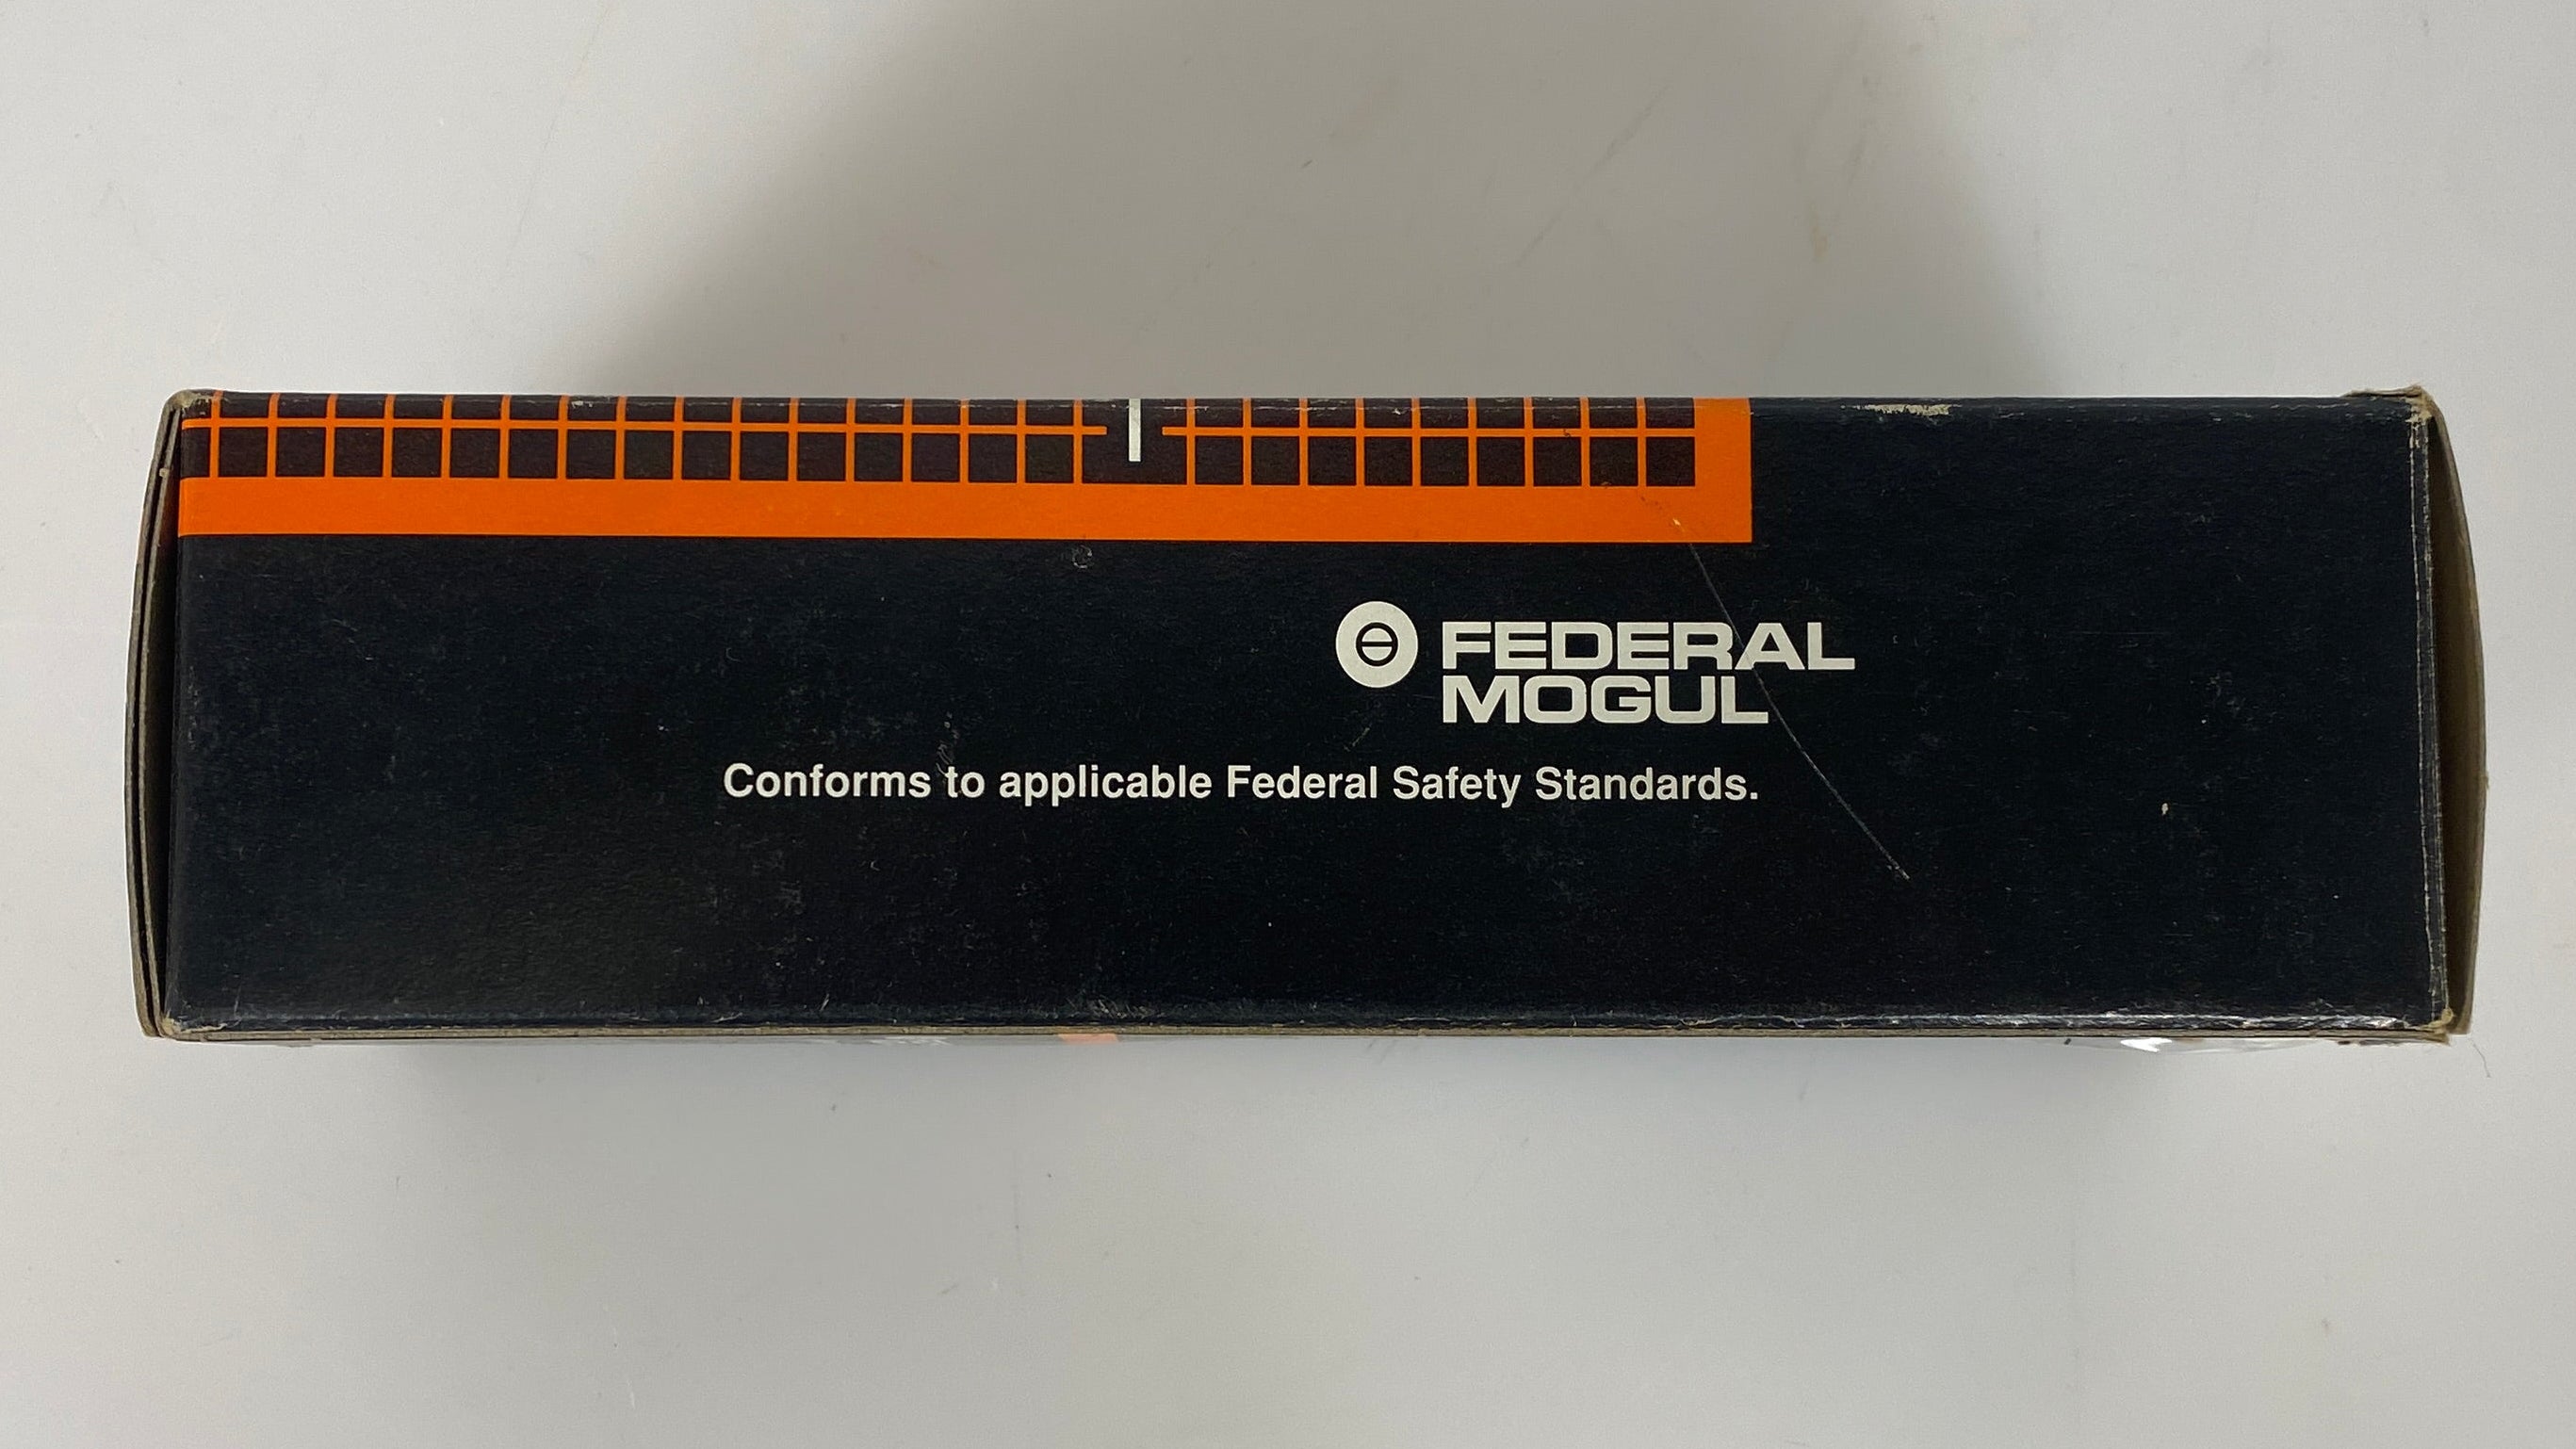 FEDERAL
MOGUL
Conforms to applicable Federal Safety Standards.